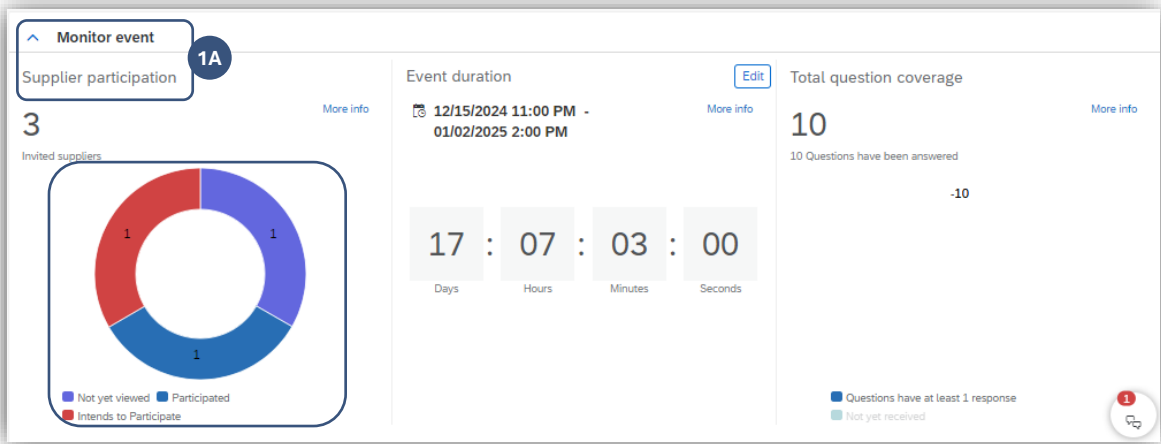 Monitor event
1A
Supplier participation
More info
3
Invited suppliers
1
1
1
Not yet viewed Participated
Intends to Participate
Event duration
Edit
12/15/2024 11:00 PM -
01/02/2025 2:00 PM
More info
17 : 07 : 03 : 00
Days Hours Minutes Seconds
Total question coverage
More info
10
10 Questions have been answered
-10
Questions have at least 1 response
Not yet received
1